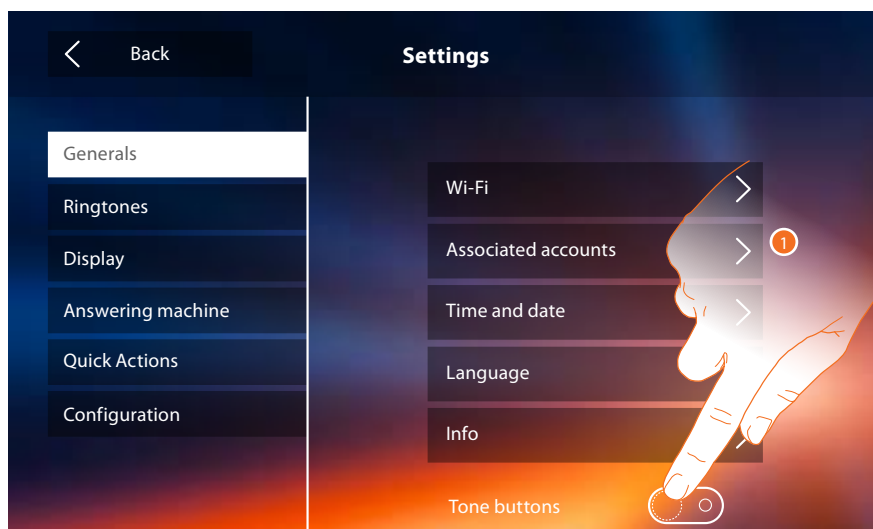 Back
Settings
Generals
Ringtones
Display
Answering machine
Quick Actions
Configuration
Wi-Fi
Associated accounts
1
Time and date
Language
Info
Tone buttons